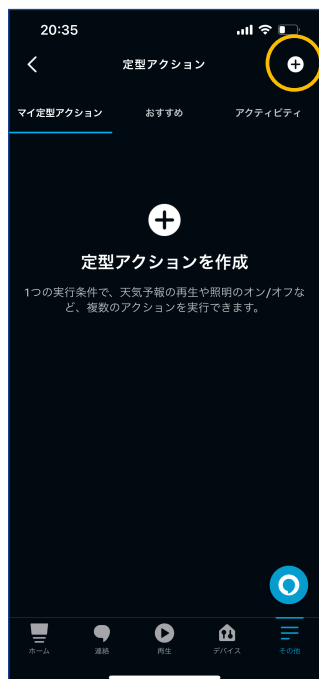 20:35
定型アクション
マイ定型アクション
おすすめ
アクティビティ
定型アクションを作成
1つの実行条件で、天気予報の再生や照明のオン/オフな
ど、複数のアクションを実行できます。
ホーム
連絡
再生
デバイス
その他